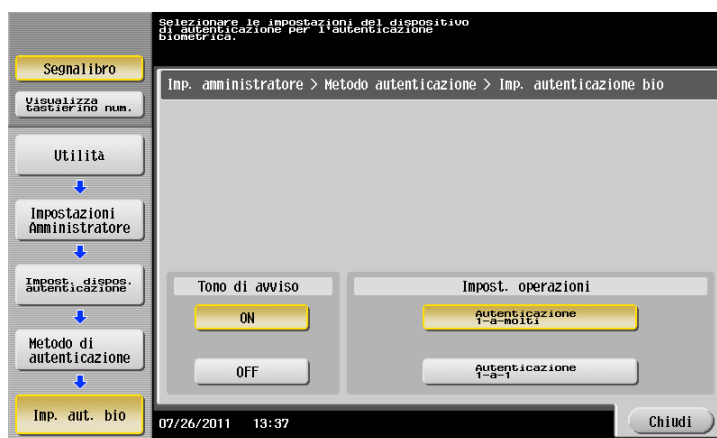 Selezionare le impostazioni del dispositivo
di autenticazione per l'autenticazione
biometrica.
Segnalibro
Visualizza
tastierino num.
Utilità
Impostazioni
Amministratore
Impost. dispos.
autenticazione
Metodo di
autenticazione
Imp. aut. bio
Imp. amministratore > Metodo autenticazione > Imp. autenticazione bio
Tono di avviso
ON
OFF
Impost. operazioni
Autenticazione
1-a-molti
Autenticazione
1-a-1
07/26/2011 13:37
Chiudi